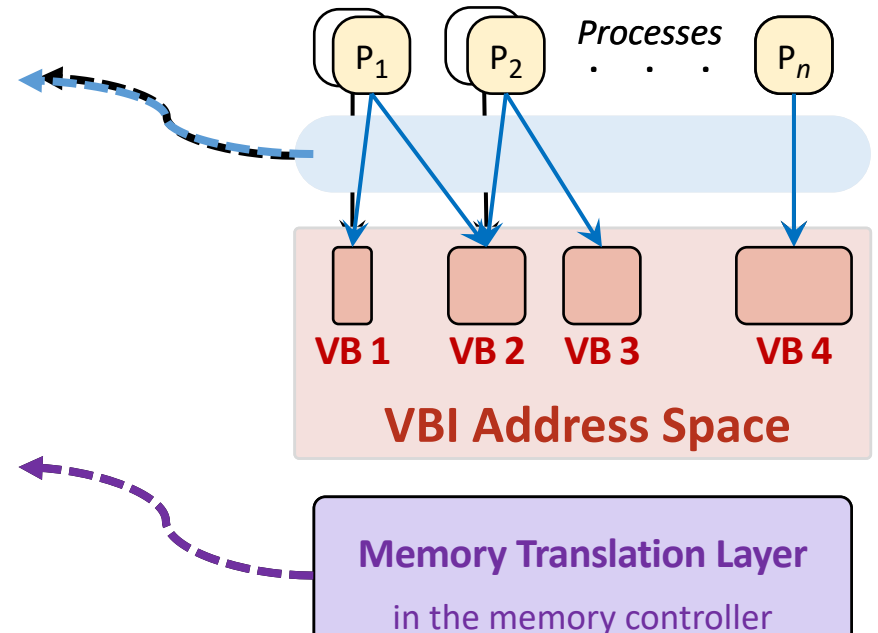 Processes
P1 P2 . . . Pn
VB 1 VB 2 VB 3 VB 4
VBI Address Space
Memory Translation Layer
in the memory controller